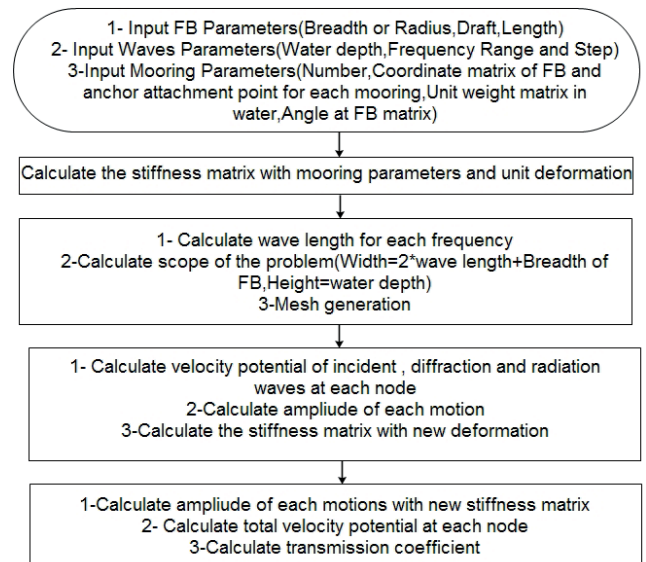 1- Input FB Parameters(Breadth or Radius,Draft,Length)
2- Input Waves Parameters(Water depth,Frequency Range and Step)
3-Input Mooring Parameters(Number,Coordinate matrix of FB and
anchor attachment point for each mooring,Unit weight matrix in
water,Angle at FB matrix)
Calculate the stiffness matrix with mooring parameters and unit deformation
1- Calculate wave length for each frequency
2-Calculate scope of the problem(Width=2*wave length+Breadth of
FB,Height=water depth)
3-Mesh generation
1- Calculate velocity potential of incident , diffraction and radiation
waves at each node
2-Calculate ampliude of each motion
3-Calculate the stiffness matrix with new deformation
1-Calculate ampliude of each motions with new stiffness matrix
2- Calculate total velocity potential at each node
3-Calculate transmission coefficient